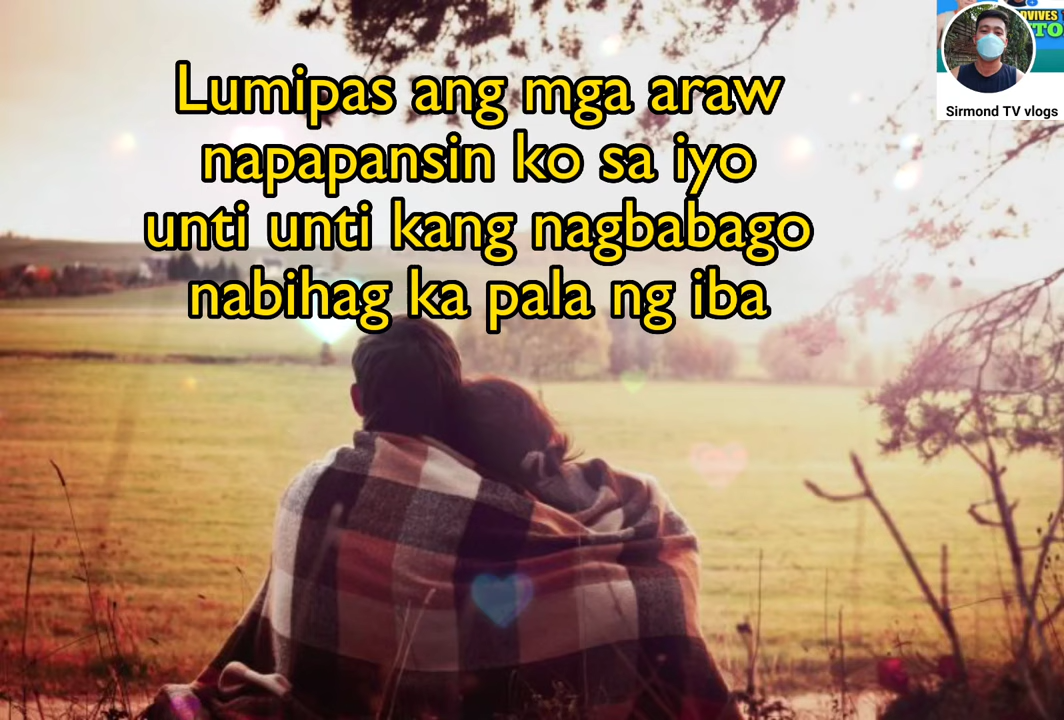 Lumipas ang mga araw
napapansin ko sa iyo
unti unti kang nagbabago
nabihag ka pala ng iba
Sirmond TV vlogs